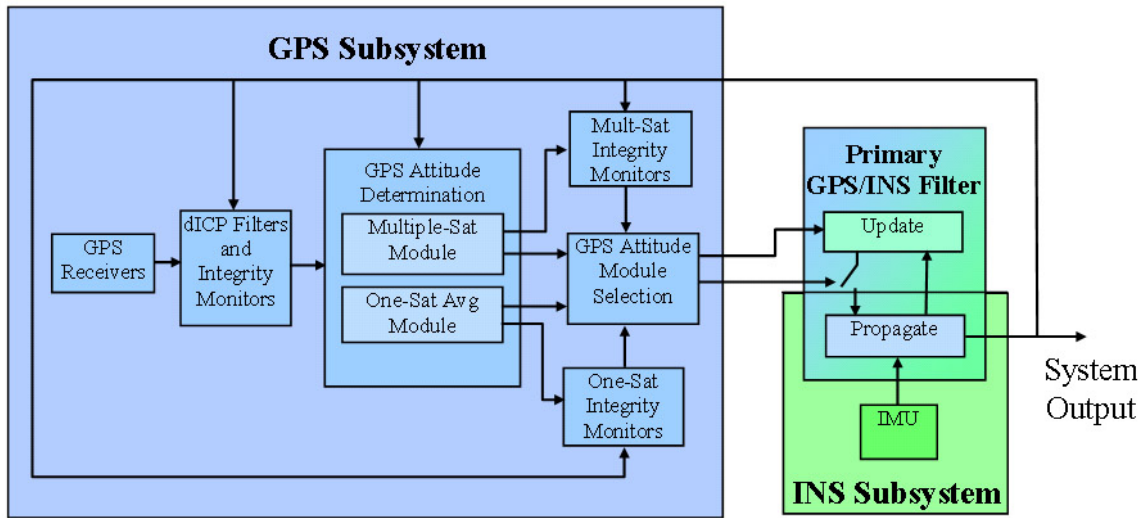 GPS Subsystem
Mult-Sat
Integrity
Monitors
GPS Attitude
Determination
Multiple-Sat
Module
One-Sat Avg
Module
dICP Filters
and
Integrity
Monitors
GPS
Receivers
GPS Attitude
Module
Selection
One-Sat
Integrity
Monitors
Primary
GPS/INS Filter
Update
Propagate
IMU
INS Subsystem
System
Output